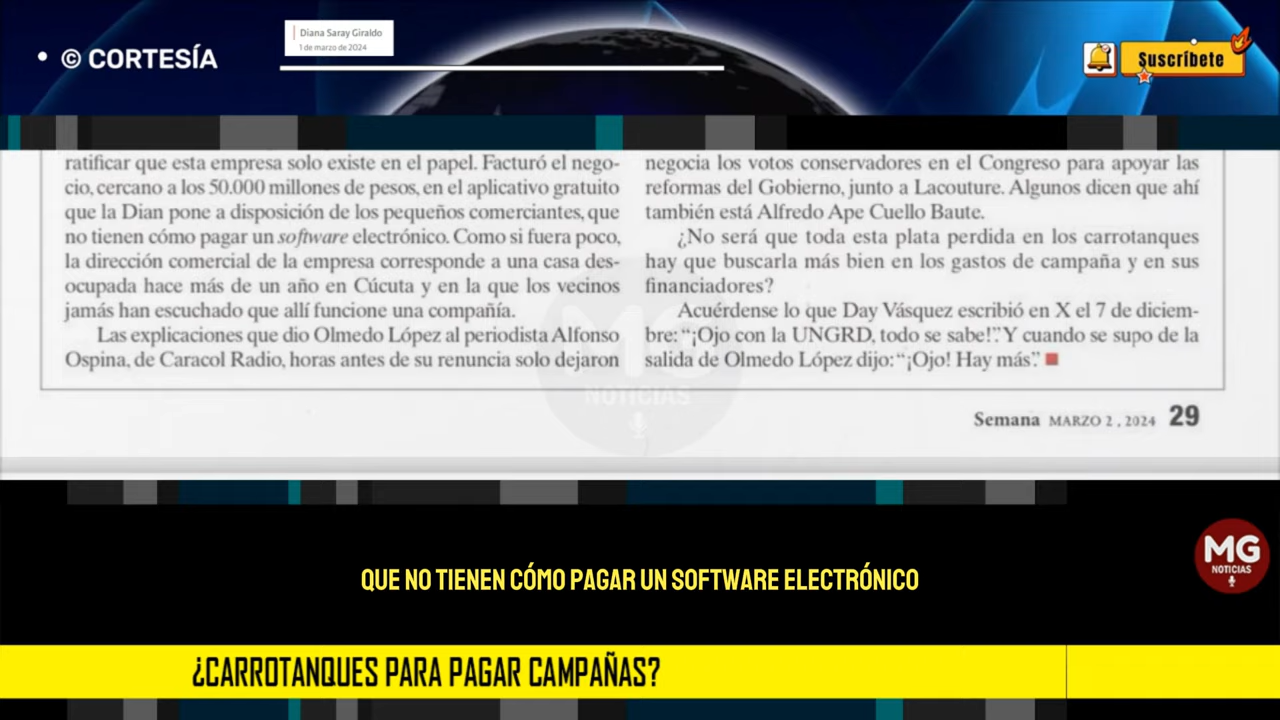 • © CORTESÍA
Diana Saray Giraldo
1 de marzo de 2024
Suscríbete
ratificar que esta empresa solo existe en el papel. Facturó el nego-
cio, cercano a los 50.000 millones de pesos, en el aplicativo gratuito
que la Dian pone a disposición de los pequeños comerciantes, que
no tienen cómo pagar un software electrónico. Como si fuera poco,
la dirección comercial de la empresa corresponde a una casa des-
ocupada hace más de un año en Cúcuta y en la que los vecinos
jamás han escuchado que allí funcione una compañía.
Las explicaciones que dio Olmedo López al periodista Alfonso
Ospina, de Caracol Radio, horas antes de su renuncia solo dejaron
negocia los votos conservadores en el Congreso para apoyar las
reformas del Gobierno, junto a Lacouture. Algunos dicen que ahí
también está Alfredo Ape Cuello Baute.
¿No será que toda esta plata perdida en los carrotanques
hay que buscarla más bien en los gastos de campaña y en sus
financiadores?
Acuérdense lo que Day Vásquez escribió en X el 7 de diciem-
bre: “¡Ojo con la UNGRD, todo se sabe!”. Y cuando se supo de la
salida de Olmedo López dijo: “¡Ojo! Hay más”.
MG
NOTICIAS
Semana MARZO 2, 2024 29
QUE NO TIENEN CÓMO PAGAR UN SOFTWARE ELECTRÓNICO
MG
NOTICIAS
¿CARROTANQUES PARA PAGAR CAMPAÑAS?